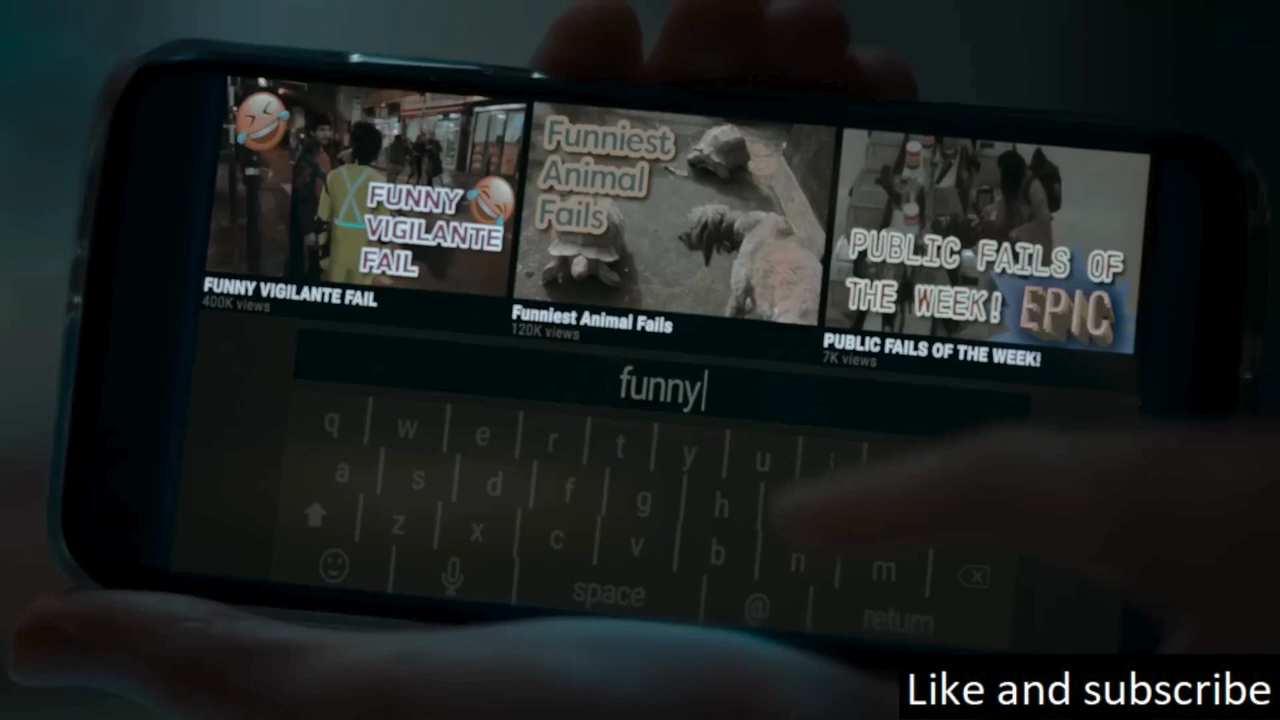 FUNNY
VIGILANTE
FAIL
FUNNY VIGILANTE FAIL
400K views
Funniest
Animal
Fails
Funniest Animal Fails
120K views
PUBLIC FAILS OF
THE WEEK! EPIC
PUBLIC FAILS OF THE WEEK!
7K views
funny
q w e r t y u i
a s d f g h
z x c v b n m
space @ return
Like and subscribe